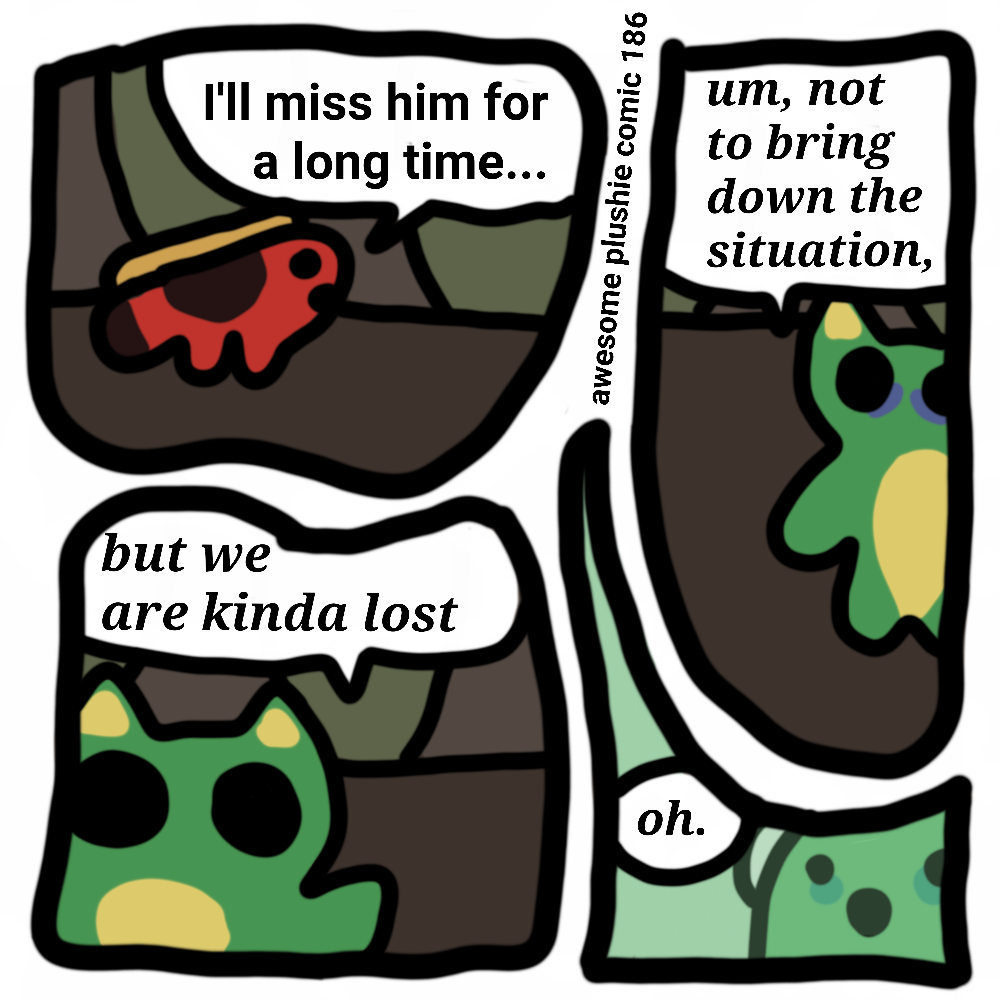 I'll miss him for
a long time...
awesome plushie comic 186
um, not
to bring
down the
situation,
but we
are kinda lost
oh.